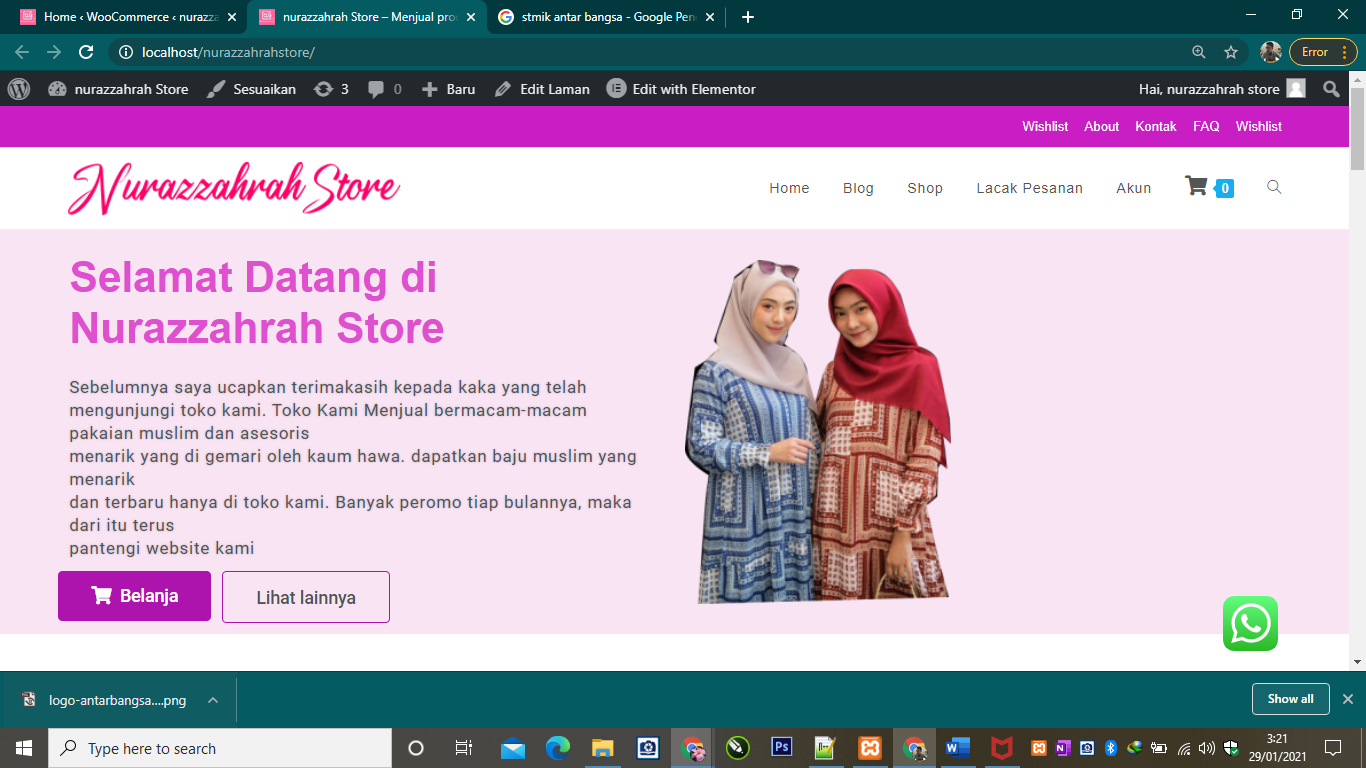 Home ‹ WooCommerce ‹ nurazza
nurazzahrah Store – Menjual pro
stmik antar bangsa - Google Pen
localhost/nurazzahrahstore/
Error
nurazzahrah Store
Sesuaikan
3
0
Baru
Edit Laman
Edit with Elementor
Hai, nurazzahrah store
Wishlist About Kontak FAQ Wishlist
Nurazzahrah Store
Home Blog Shop Lacak Pesanan Akun 0
Selamat Datang di
Nurazzahrah Store
Sebelumnya saya ucapkan terimakasih kepada kaka yang telah
mengunjungi toko kami. Toko Kami Menjual bermacam-macam
pakaian muslim dan asesoris
menarik yang di gemari oleh kaum hawa. dapatkan baju muslim yang
menarik
dan terbaru hanya di toko kami. Banyak peromo tiap bulannya, maka
dari itu terus
pantengi website kami
Belanja
Lihat lainnya
logo-antarbangsa....png
Show all
Type here to search
Ps
3:21
29/01/2021